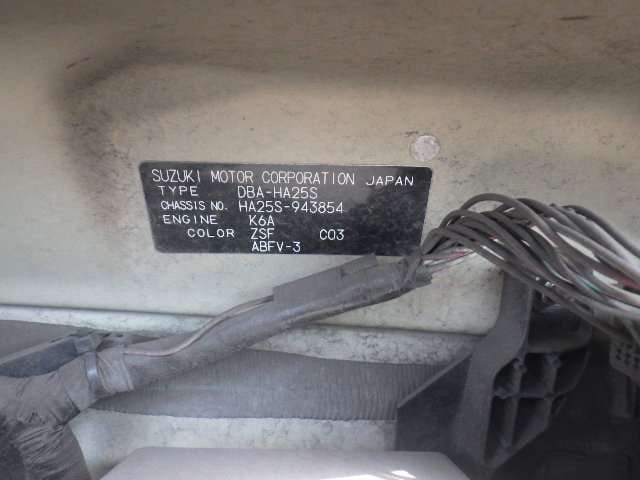 SUZUKI MOTOR CORPORATION JAPAN
TYPE DBA-HA25S
CHASSIS NO. HA25S-943854
ENGINE K6A
COLOR ZSF C03
ABFV-3